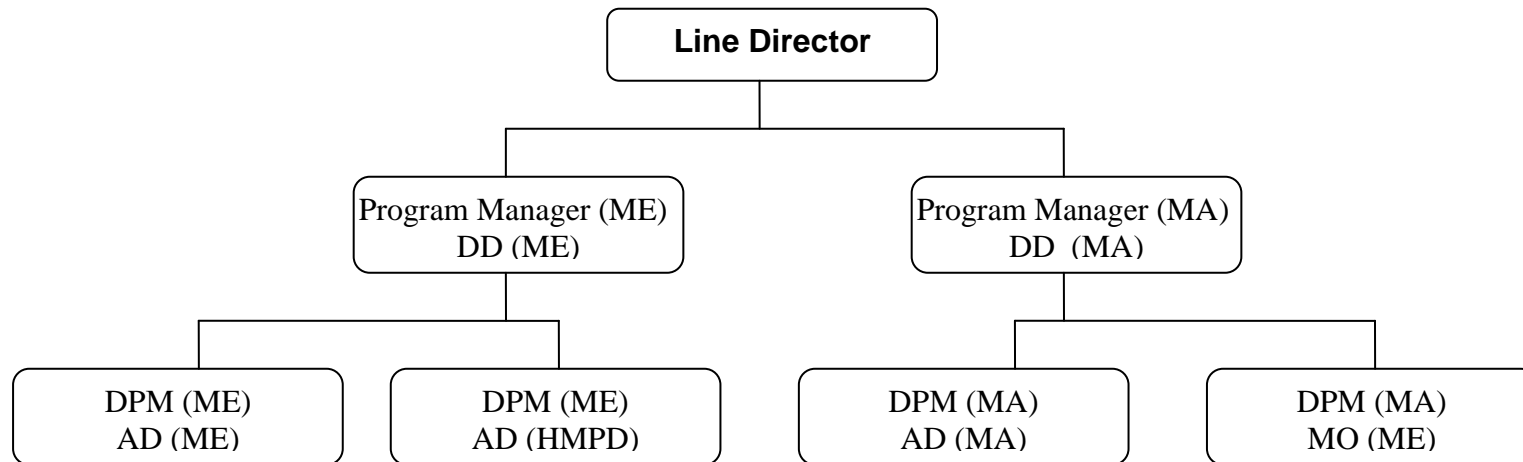 Line Director
Program Manager (ME)
DD (ME)
Program Manager (MA)
DD (MA)
DPM (ME)
AD (ME)
DPM (ME)
AD (HMPD)
DPM (MA)
AD (MA)
DPM (MA)
MO (ME)